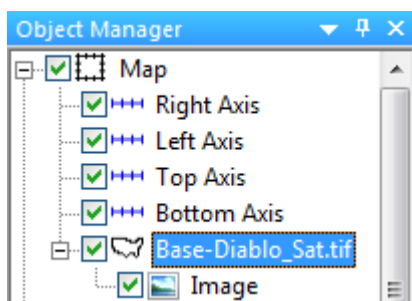 Object Manager
Map
Right Axis
Left Axis
Top Axis
Bottom Axis
Base-Diablo_Sat.tif
Image